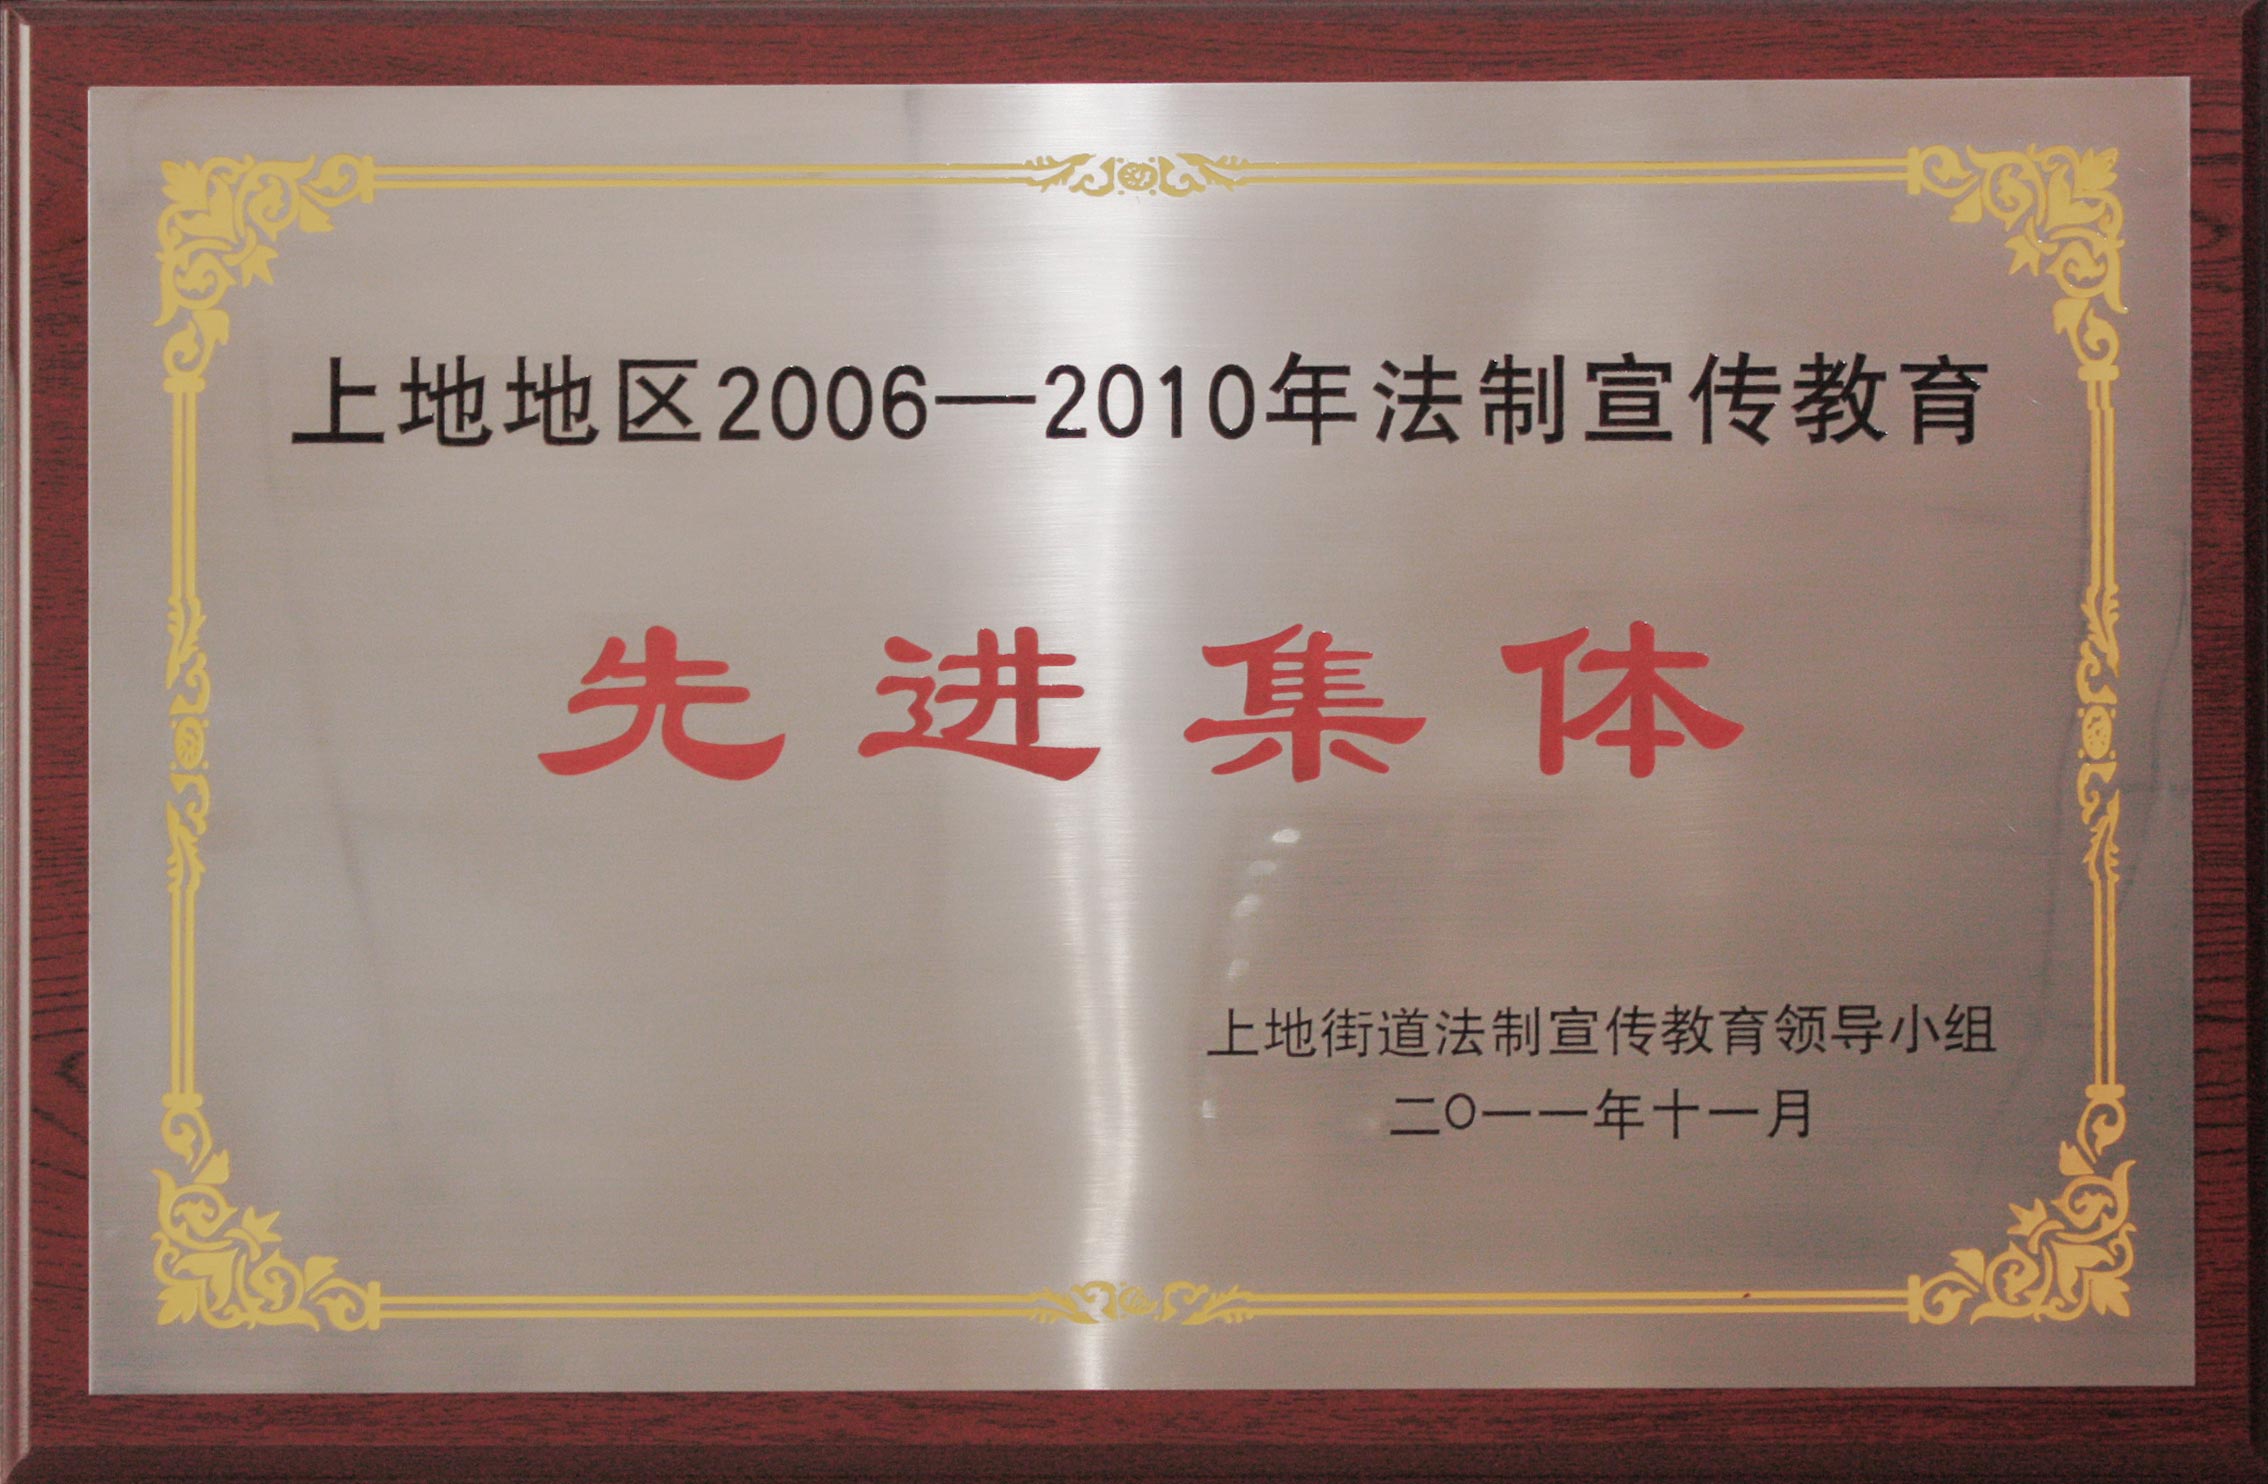 上地地区2006—2010年法制宣传教育
先进集体
上地街道法制宣传教育领导小组
二〇一一年十一月